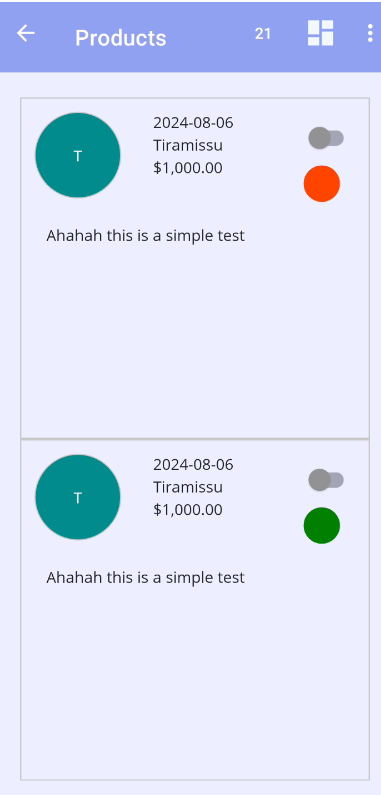 Products
21
T
2024-08-06
Tiramissu
$1,000.00
Ahahah this is a simple test
T
2024-08-06
Tiramissu
$1,000.00
Ahahah this is a simple test